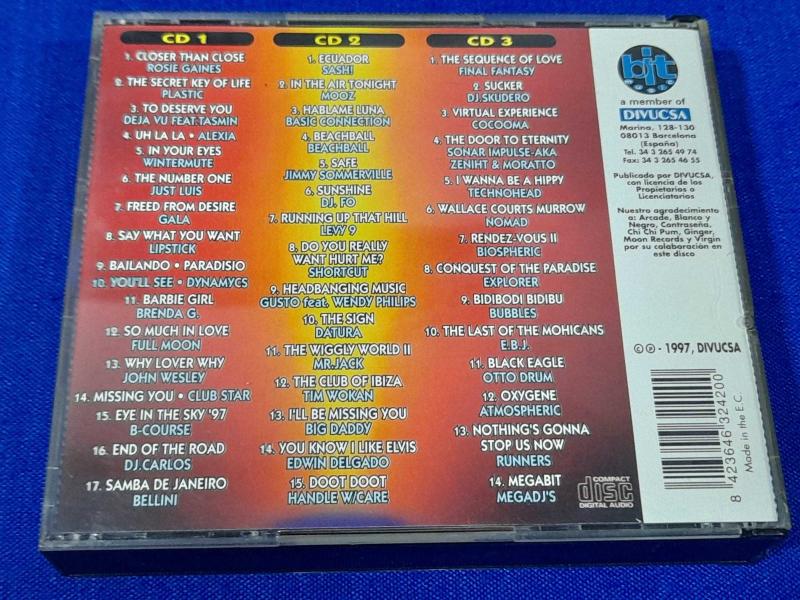 CD 1
1. CLOSER THAN CLOSE
ROSIE GAINES
2. THE SECRET KEY OF LIFE
PLASTIC
3. TO DESERVE YOU
DEJA VU FEAT.TASMIN
4. UH LA LA • ALEXIA
5. IN YOUR EYES
WINTERMUTE
6. THE NUMBER ONE
JUST LUIS
7. FREED FROM DESIRE
GALA
8. SAY WHAT YOU WANT
LIPSTICK
9. BAILANDO • PARADISIO
10. YOU'LL SEE • DYNAMYCS
11. BARBIE GIRL
BRENDA G.
12. SO MUCH IN LOVE
FULL MOON
13. WHY LOVER WHY
JOHN WESLEY
14. MISSING YOU • CLUB STAR
15. EYE IN THE SKY '97
B-COURSE
16. END OF THE ROAD
DJ.CARLOS
17. SAMBA DE JANEIRO
BELLINI
CD 2
1. ECUADOR
SASH!
2. IN THE AIR TONIGHT
MOOZ
3. HABLAME LUNA
BASIC CONNECTION
4. BEACHBALL
BEACHBALL
5. SAFE
JIMMY SOMMERVILLE
6. SUNSHINE
DJ. FO
7. RUNNING UP THAT HILL
LEVY 9
8. DO YOU REALLY
WANT HURT ME?
SHORTCUT
9. HEADBANGING MUSIC
GUSTO feat. WENDY PHILIPS
10. THE SIGN
DATURA
11. THE WIGGLY WORLD II
MR.JACK
12. THE CLUB OF IBIZA
TIM WOKAN
13. I'LL BE MISSING YOU
BIG DADDY
14. YOU KNOW I LIKE ELVIS
EDWIN DELGADO
15. DOOT DOOT
HANDLE W/CARE
CD 3
1. THE SEQUENCE OF LOVE
FINAL FANTASY
2. SUCKER
DJ.SKUDERO
3. VIRTUAL EXPERIENCE
COCOOMA
4. THE DOOR TO ETERNITY
SONAR IMPULSE-AKA
ZENIHT & MORATTO
5. I WANNA BE A HIPPY
TECHNOHEAD
6. WALLACE COURTS MURROW
NOMAD
7. RENDEZ-VOUS II
BIOSPHERIC
8. CONQUEST OF THE PARADISE
EXPLORER
9. BIDIBODI BIDIBU
BUBBLES
10. THE LAST OF THE MOHICANS
E.B.J.
11. BLACK EAGLE
OTTO DRUM
12. OXYGENE
ATMOSPHERIC
13. NOTHING'S GONNA
STOP US NOW
RUNNERS
14. MEGABIT
MEGADJ'S
COMPACT
disc
DIGITAL AUDIO
bit
MUSIC
a member of
DIVUCSA
Marina, 128-130
08013 Barcelona
(España)
Tel. 34 3 265 49 74
Fax: 34 3 265 46 55
Publicado por DIVUCSA,
con licencia de los
Propietarios o
Licenciatarios
Nuestro agradecimiento
a: Arcade, Blanco y
Negro, Contraseña,
Chi Chi Pum, Ginger,
Moon Records y Virgin
por su colaboración en
este disco
© ℗ - 1997, DIVUCSA
8 423646 324200
Made in the E.C.